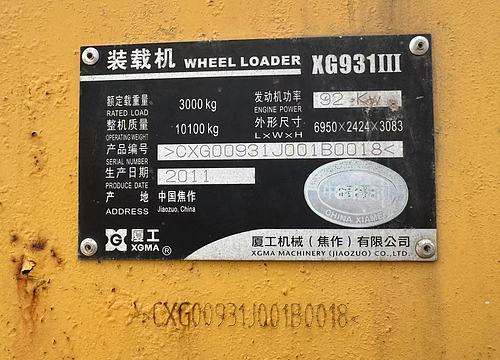 装载机 WHEEL LOADER XG931III
额定载重量 3000 kg 发动机功率 92 Kw
RATED LOAD ENGINE POWER
整机质量 10100 kg 外形尺寸 6950×2424×3083
OPERATING WEIGHT L×W×H
产品编号 >CXG00931J001B0018<
SERIAL NUMBER
生产日期 2011
PRODUCE DATE
产 地 中国焦作
ADDRESS Jiaozuo, China
CHINA XIAMEN
厦工 XGMA ®
厦工机械（焦作）有限公司
XGMA MACHINERY (JIAOZUO) CO.,LTD.
>CXG00931J001B0018<